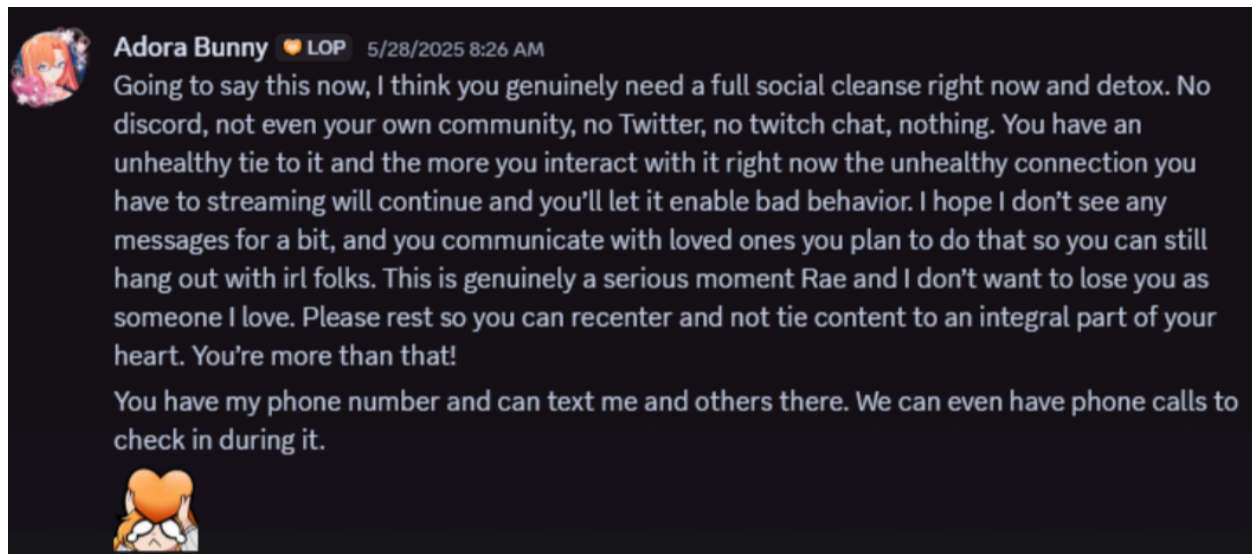 Adora Bunny LOP 5/28/2025 8:26 AM
Going to say this now, I think you genuinely need a full social cleanse right now and detox. No
discord, not even your own community, no Twitter, no twitch chat, nothing. You have an
unhealthy tie to it and the more you interact with it right now the unhealthy connection you
have to streaming will continue and you’ll let it enable bad behavior. I hope I don’t see any
messages for a bit, and you communicate with loved ones you plan to do that so you can still
hang out with irl folks. This is genuinely a serious moment Rae and I don’t want to lose you as
someone I love. Please rest so you can recenter and not tie content to an integral part of your
heart. You’re more than that!
You have my phone number and can text me and others there. We can even have phone calls to
check in during it.